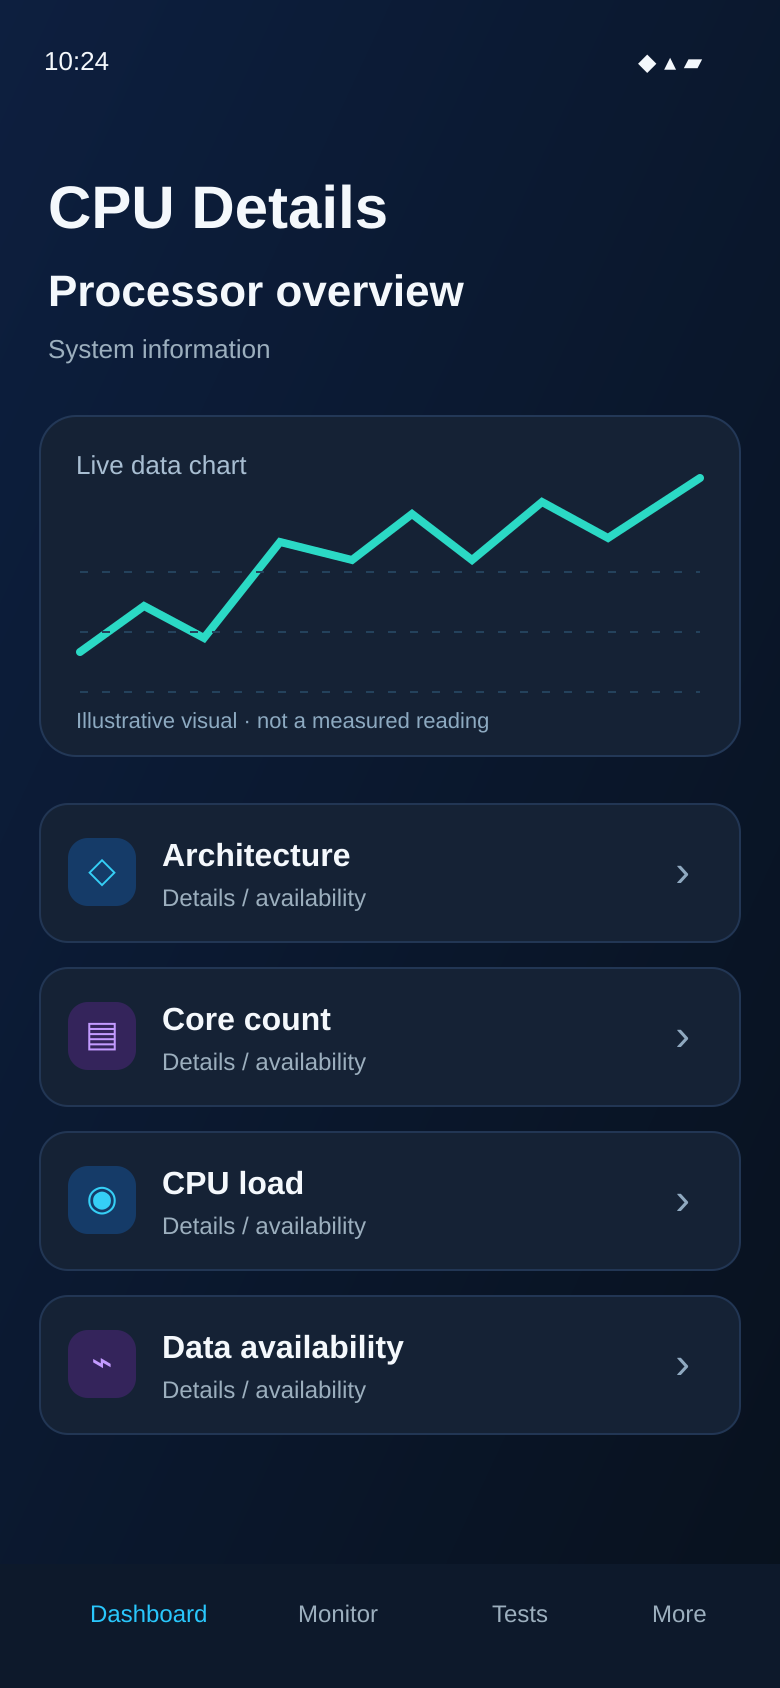 10:24
CPU Details
Processor overview
System information
Live data chart
Illustrative visual · not a measured reading
Architecture
Details / availability
Core count
Details / availability
CPU load
Details / availability
Data availability
Details / availability
Dashboard Monitor Tests More